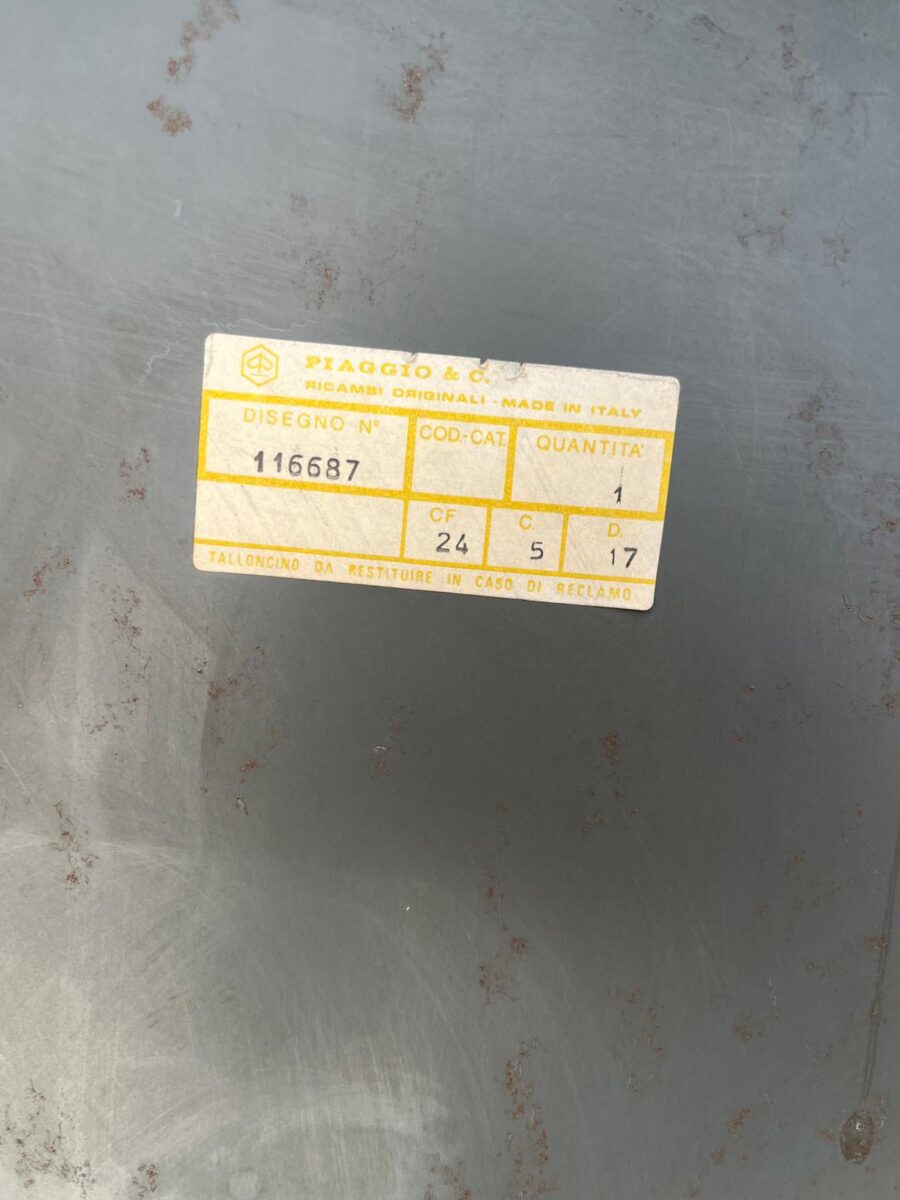 PIAGGIO & C.
RICAMBI ORIGINALI - MADE IN ITALY
DISEGNO N° COD-CAT. QUANTITA'
116687 1
CF. C. D.
24 5 17
TALLONCINO DA RESTITUIRE IN CASO DI RECLAMO